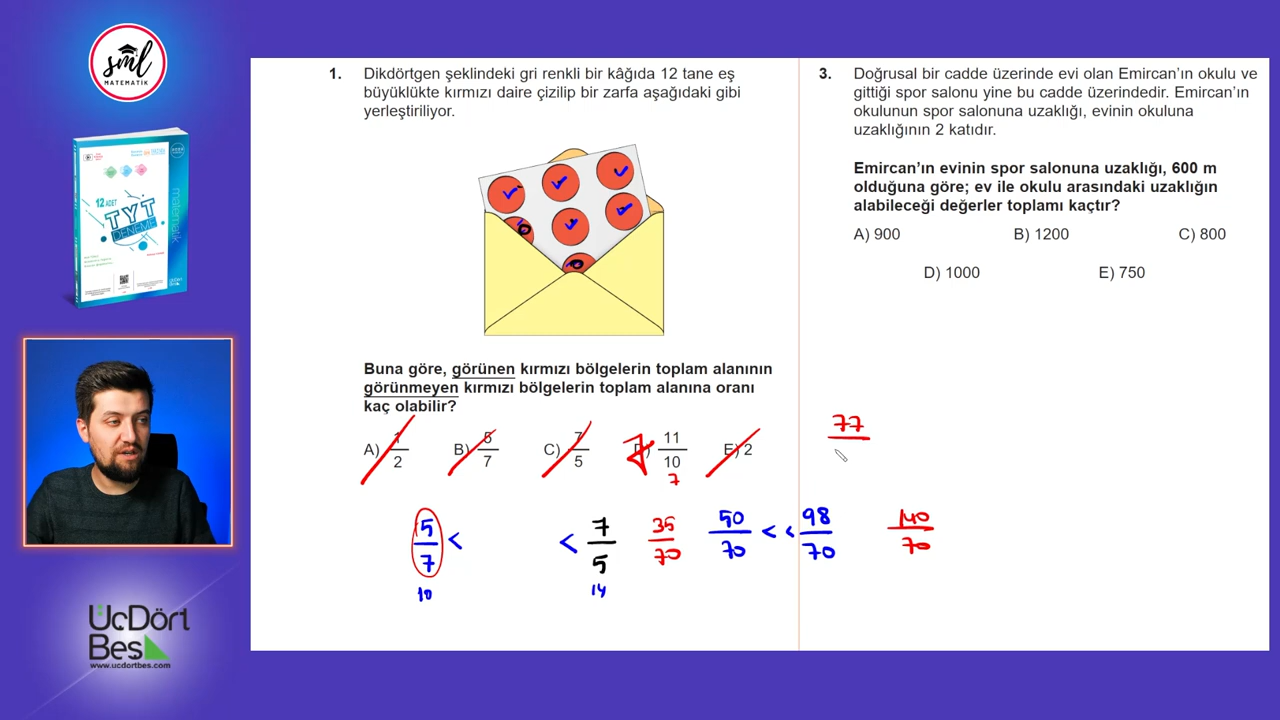 sml
MATEMATİK
12 ADET
TYT
DENEME
matematik
ÜcDört
Bes
www.ucdortbes.com
1. Dikdörtgen şeklindeki gri renkli bir kâğıda 12 tane eş
büyüklükte kırmızı daire çizilip bir zarfa aşağıdaki gibi
yerleştiriliyor.
Buna göre, görünen kırmızı bölgelerin toplam alanının
görünmeyen kırmızı bölgelerin toplam alanına oranı
kaç olabilir?
A) 1/2 B) 5/7 C) 7/5 D) 11/10 E) 2
7
7
5/7 < < 7/5 35/70 50/70 < < 98/70 140/70
10 14
3. Doğrusal bir cadde üzerinde evi olan Emircan’ın okulu ve
gittiği spor salonu yine bu cadde üzerindedir. Emircan’ın
okulunun spor salonuna uzaklığı, evinin okuluna
uzaklığının 2 katıdır.
Emircan’ın evinin spor salonuna uzaklığı, 600 m
olduğuna göre; ev ile okulu arasındaki uzaklığın
alabileceği değerler toplamı kaçtır?
A) 900 B) 1200 C) 800
D) 1000 E) 750
77